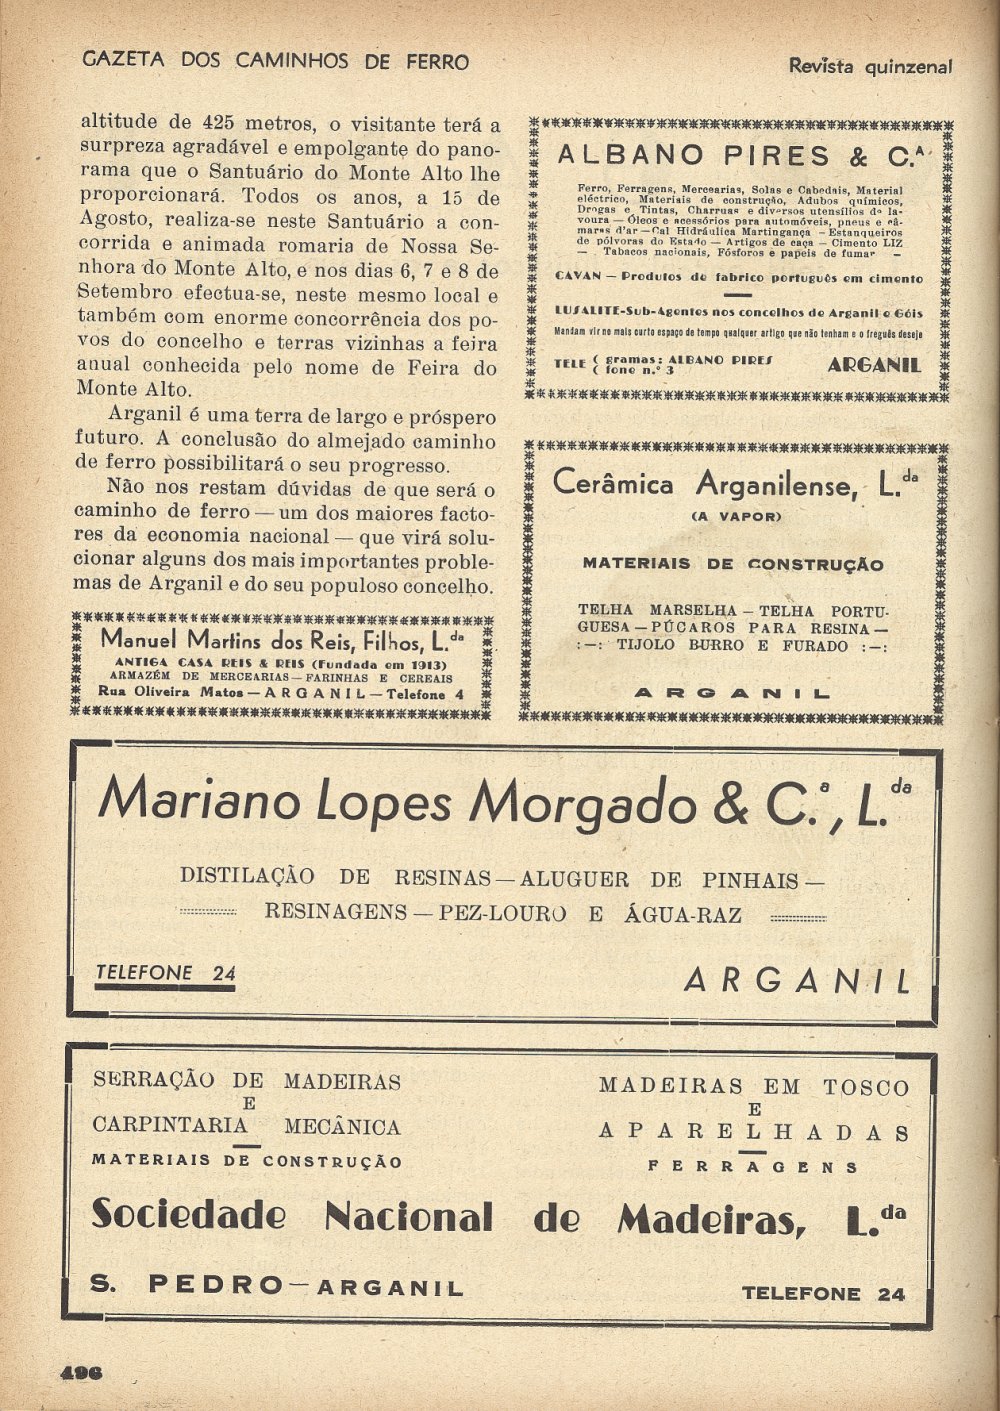 GAZETA DOS CAMINHOS DE FERRO
Revista quinzenal
altitude de 425 metros, o visitante terá a
surpreza agradável e empolgante do pano-
rama que o Santuário do Monte Alto lhe
proporcionará. Todos os anos, a 15 de
Agosto, realiza-se neste Santuário a con-
corrida e animada romaria de Nossa Se-
nhora do Monte Alto, e nos dias 6, 7 e 8 de
Setembro efectua-se, neste mesmo local e
também com enorme concorrência dos po-
vos do concelho e terras vizinhas a feira
anual conhecida pelo nome de Feira do
Monte Alto.
Arganil é uma terra de largo e próspero
futuro. A conclusão do almejado caminho
de ferro possibilitará o seu progresso.
Não nos restam dúvidas de que será o
caminho de ferro — um dos maiores facto-
res da economia nacional — que virá solu-
cionar alguns dos mais importantes proble-
mas de Arganil e do seu populoso concelho.
Manuel Martins dos Reis, Filhos, L.da
ANTIGA CASA REIS & REIS (Fundada em 1913)
ARMAZÉM DE MERCEARIAS — FARINHAS E CEREAIS
Rua Oliveira Matos — ARGANIL — Telefone 4
ALBANO PIRES & C.A
Ferro, Ferragens, Mercearias, Solas e Cabedais, Material
eléctrico, Materiais de construção, Adubos químicos,
Drogas e Tintas, Charruas e diversos utensílios de la-
voura — Óleos e acessórios para automóveis, pneus e câ-
maras d'ar — Cal Hidráulica Martingança — Estanqueiros
de pólvoras do Estado — Artigos de caça — Cimento LIZ
— Tabacos nacionais, Fósforos e papeis de fumar —
CAVAN — Produtos de fabrico português em cimento
LUSALITE-Sub-Agentes nos concelhos de Arganil e Góis
Mandam vir no mais curto espaço de tempo qualquer artigo que não tenham e o freguês deseje
TELE ( gramas: ALBANO PIRES
( fone n.º 3
ARGANIL
Cerâmica Arganilense, L.da
(A VAPOR)
MATERIAIS DE CONSTRUÇÃO
TELHA MARSELHA — TELHA PORTU-
GUESA — PÚCAROS PARA RESINA —
:—: TIJOLO BURRO E FURADO :—:
ARGANIL
Mariano Lopes Morgado & C.ª, L.da
DISTILAÇÃO DE RESINAS — ALUGUER DE PINHAIS —
RESINAGENS — PEZ-LOURO E ÁGUA-RAZ
TELEFONE 24
ARGANIL
SERRAÇÃO DE MADEIRAS
E
CARPINTARIA MECÂNICA
MATERIAIS DE CONSTRUÇÃO
MADEIRAS EM TOSCO
E
APARELHADAS
FERRAGENS
Sociedade Nacional de Madeiras, L.da
S. PEDRO — ARGANIL
TELEFONE 24
496